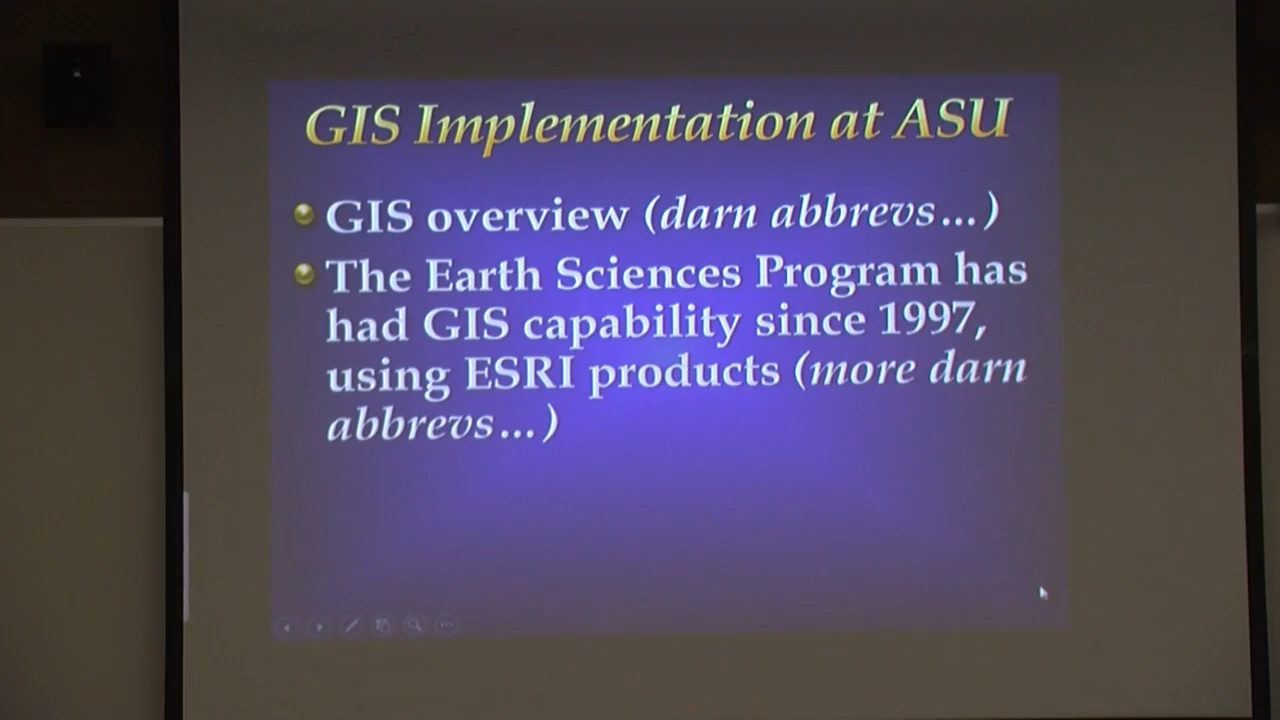 GIS Implementation at ASU
GIS overview (darn abbrevs...)
The Earth Sciences Program has
had GIS capability since 1997,
using ESRI products (more darn
abbrevs...)